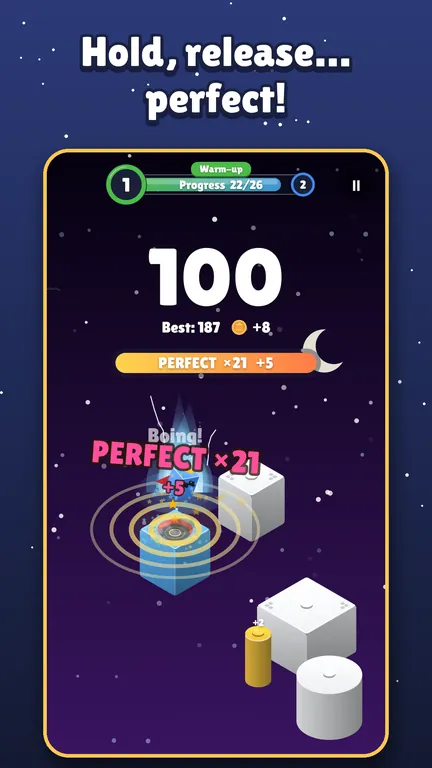 Hold, release...
perfect!
Warm-up
1
Progress 22/26
2
100
Best: 187 +8
PERFECT ×21 +5
Boing!
PERFECT ×21
+5
+2